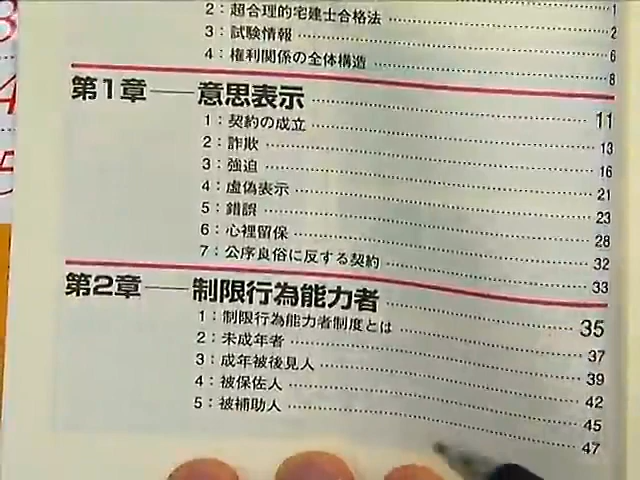 1
2：超合理的宅建士合格法 2
3：試験情報 6
4：権利関係の全体構造 8
第1章 ── 意思表示 11
1：契約の成立 13
2：詐欺 16
3：強迫 21
4：虚偽表示 23
5：錯誤 28
6：心裡留保 32
7：公序良俗に反する契約 33
第2章 ── 制限行為能力者 35
1：制限行為能力者制度とは 37
2：未成年者 39
3：成年被後見人 42
4：被保佐人 45
5：被補助人 47
3
4
5